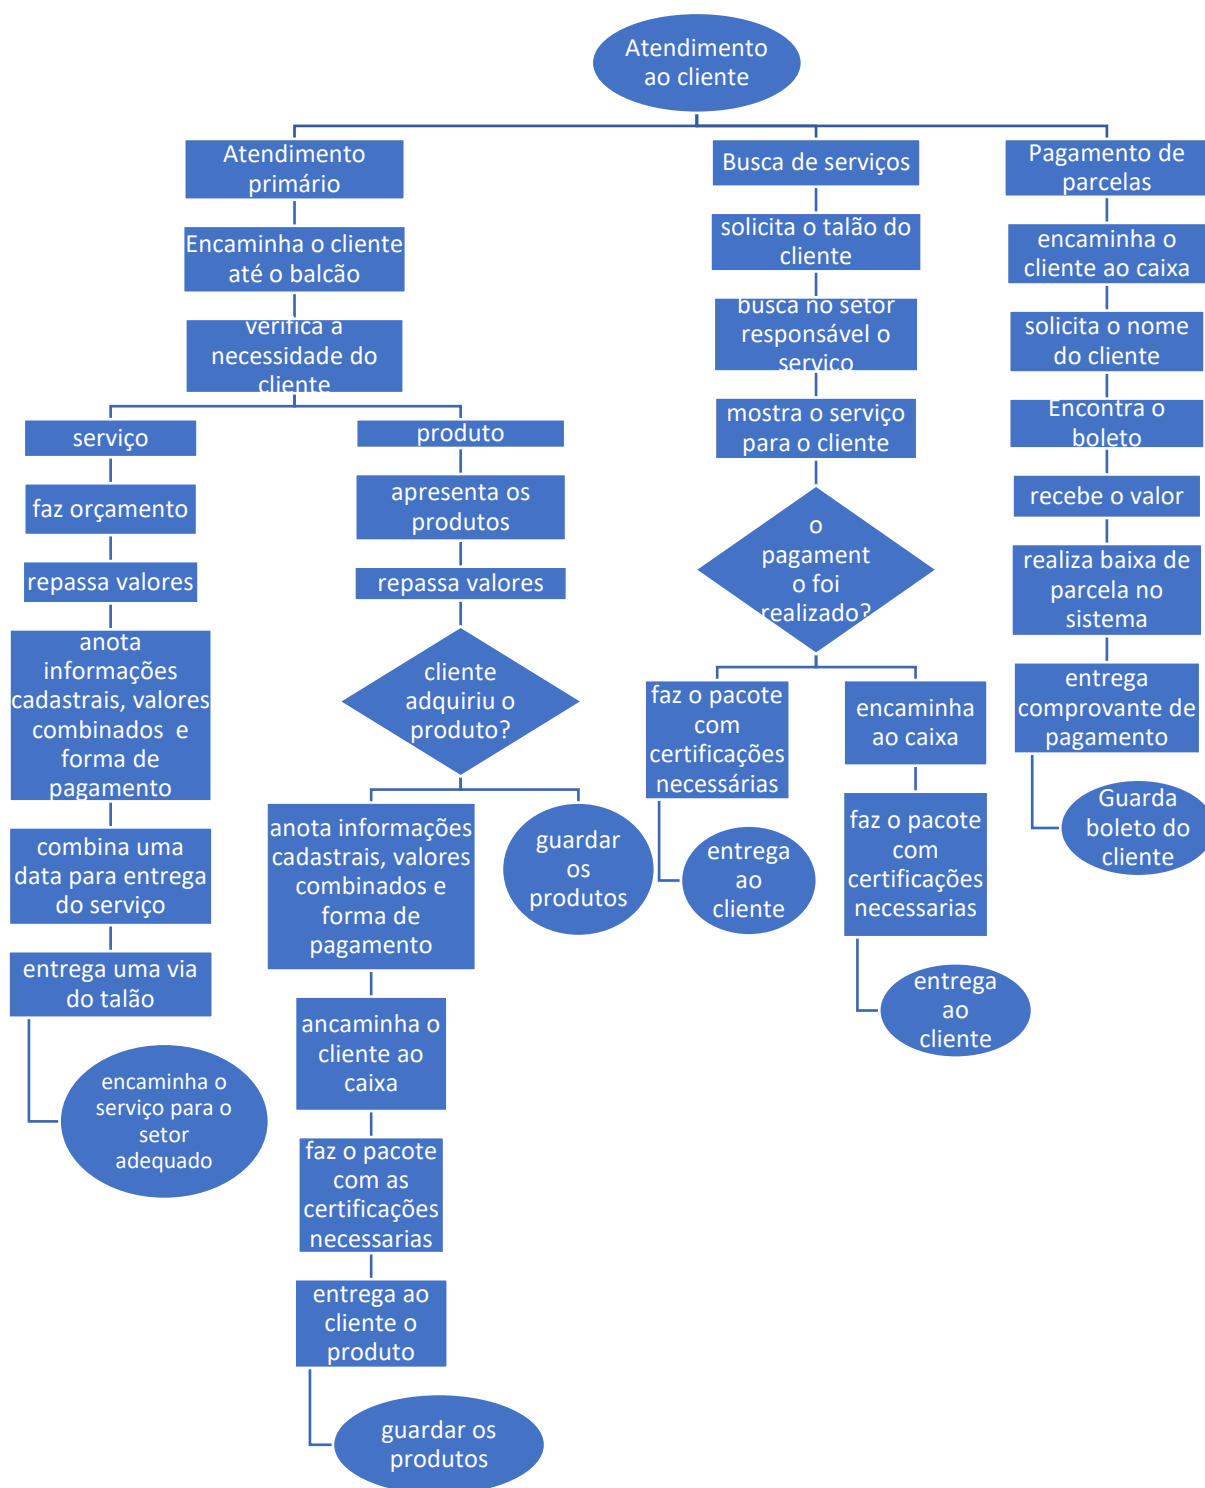 Atendimento
ao cliente
Atendimento
primário
Encaminha o cliente
até o balcão
verifica a
necessidade do
cliente
serviço
faz orçamento
repassa valores
anota
informações
cadastrais, valores
combinados e
forma de
pagamento
combina uma
data para entrega
do serviço
entrega uma via
do talão
encaminha o
serviço para o
setor
adequado
produto
apresenta os
produtos
repassa valores
cliente
adquiriu o
produto?
anota informações
cadastrais, valores
combinados e
forma de
pagamento
ancaminha o
cliente ao
caixa
faz o pacote
com as
certificações
necessarias
entrega ao
cliente o
produto
guardar os
produtos
guardar
os
produtos
Busca de serviços
solicita o talão do
cliente
busca no setor
responsável o
serviço
mostra o serviço
para o cliente
o
pagament
o foi
realizado?
faz o pacote
com
certificações
necessárias
entrega
ao
cliente
encaminha
ao caixa
faz o pacote
com
certificações
necessarias
entrega
ao
cliente
Pagamento de
parcelas
encaminha o
cliente ao caixa
solicita o nome
do cliente
Encontra o
boleto
recebe o valor
realiza baixa de
parcela no
sistema
entrega
comprovante de
pagamento
Guarda
boleto do
cliente